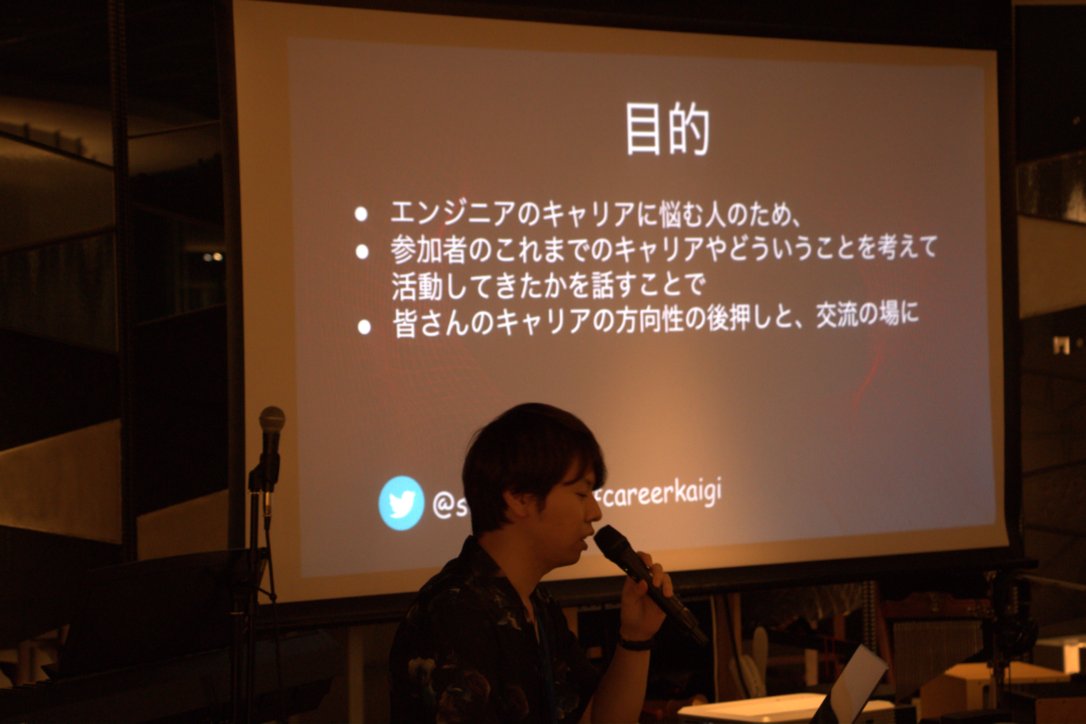 目的
● エンジニアのキャリアに悩む人のため、
● 参加者のこれまでのキャリアやどういうことを考えて
活動してきたかを話すことで
● 皆さんのキャリアの方向性の後押しと、交流の場に
careerkaigi